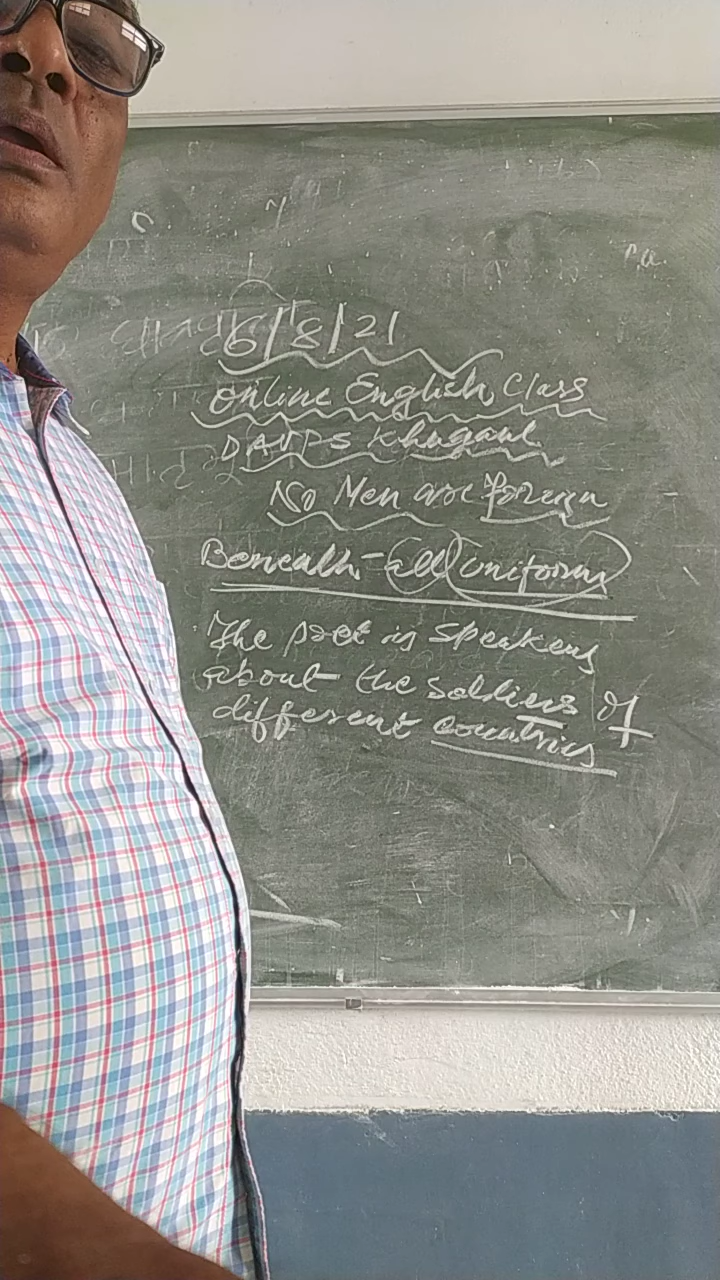 6/8/21
Online English Class
DAVPS Khagaul
No Men are Foreign
Beneath all uniforms
The poet is speaking
about the soldiers of
different countries